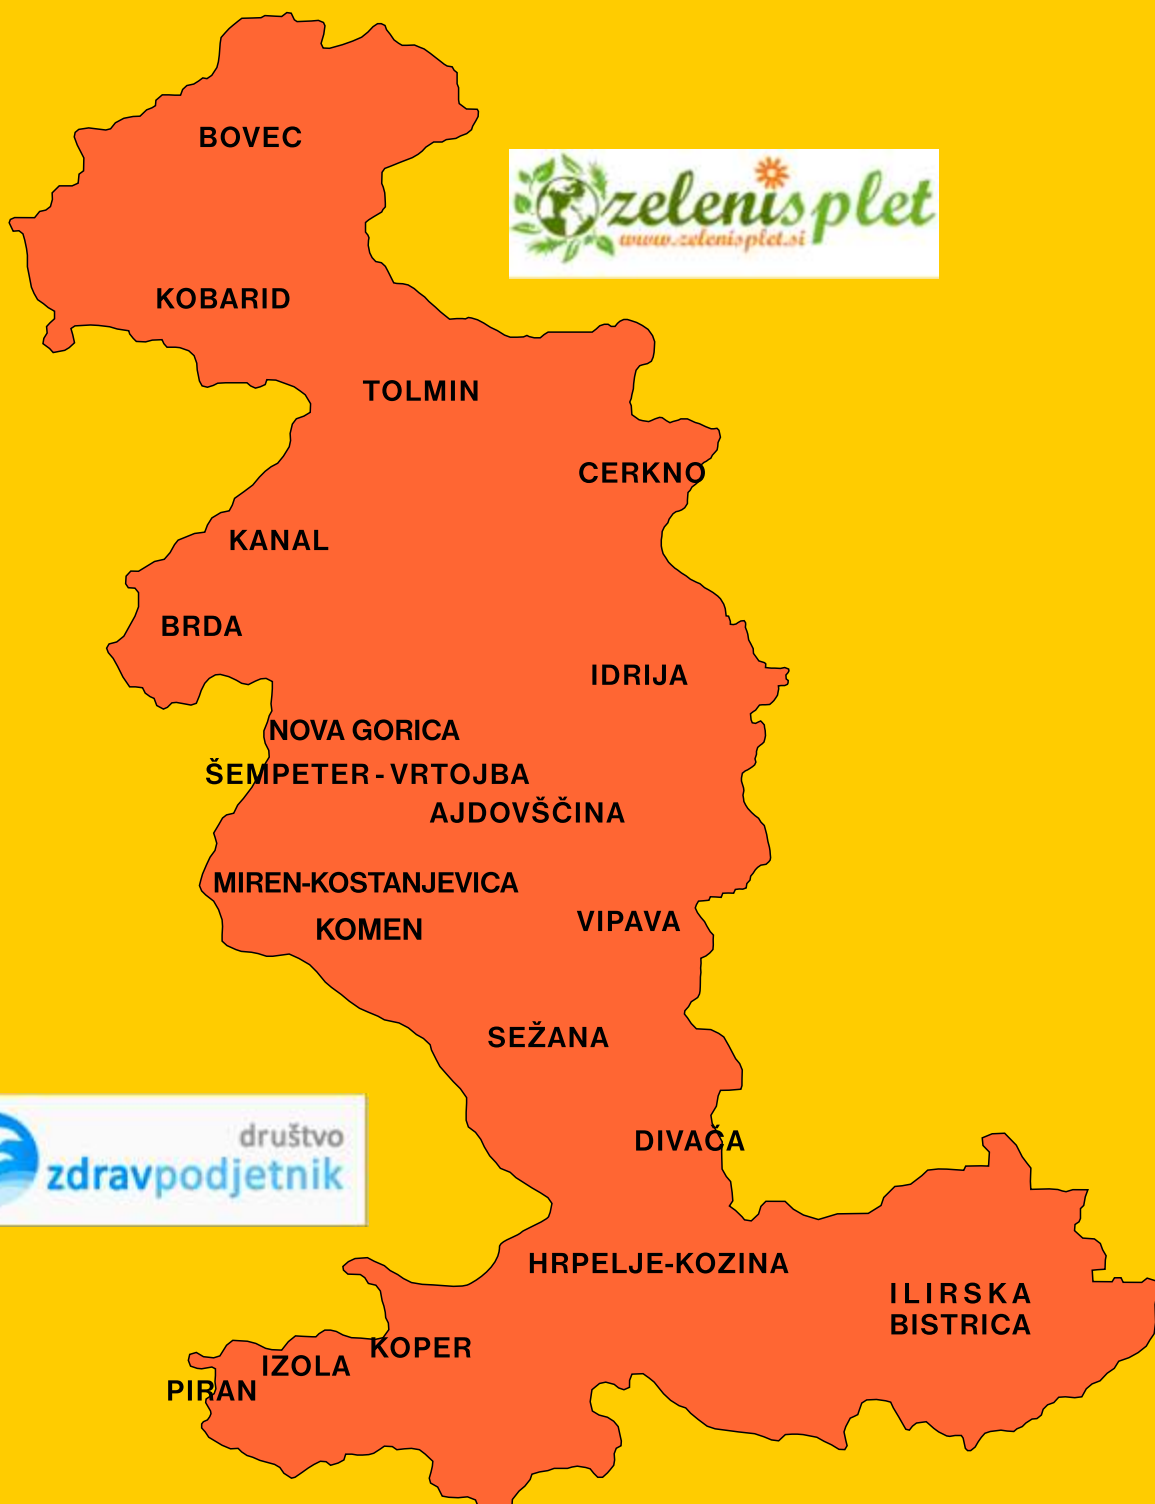 BOVEC
zelenisplet
www.zelenisplet.si
KOBARID
TOLMIN
CERKNO
KANAL
BRDA
IDRIJA
NOVA GORICA
ŠEMPETER - VRTOJBA
AJDOVŠČINA
MIREN-KOSTANJEVICA
VIPAVA
KOMEN
SEŽANA
društvo
zdravpodjetnik
DIVAČA
HRPELJE-KOZINA
ILIRSKA
BISTRICA
KOPER
IZOLA
PIRAN